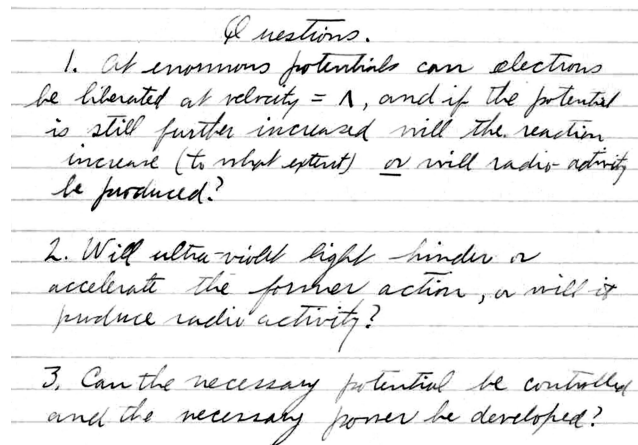 Questions.
1. At enormous potentials can electrons
be liberated at velocity = Λ, and if the potential
is still further increased will the reaction
increase (to what extent) or will radio-activity
be produced?
2. Will ultra-violet light hinder or
accelerate the former action, or will it
produce radio activity?
3. Can the necessary potential be controlled
and the necessary power be developed?